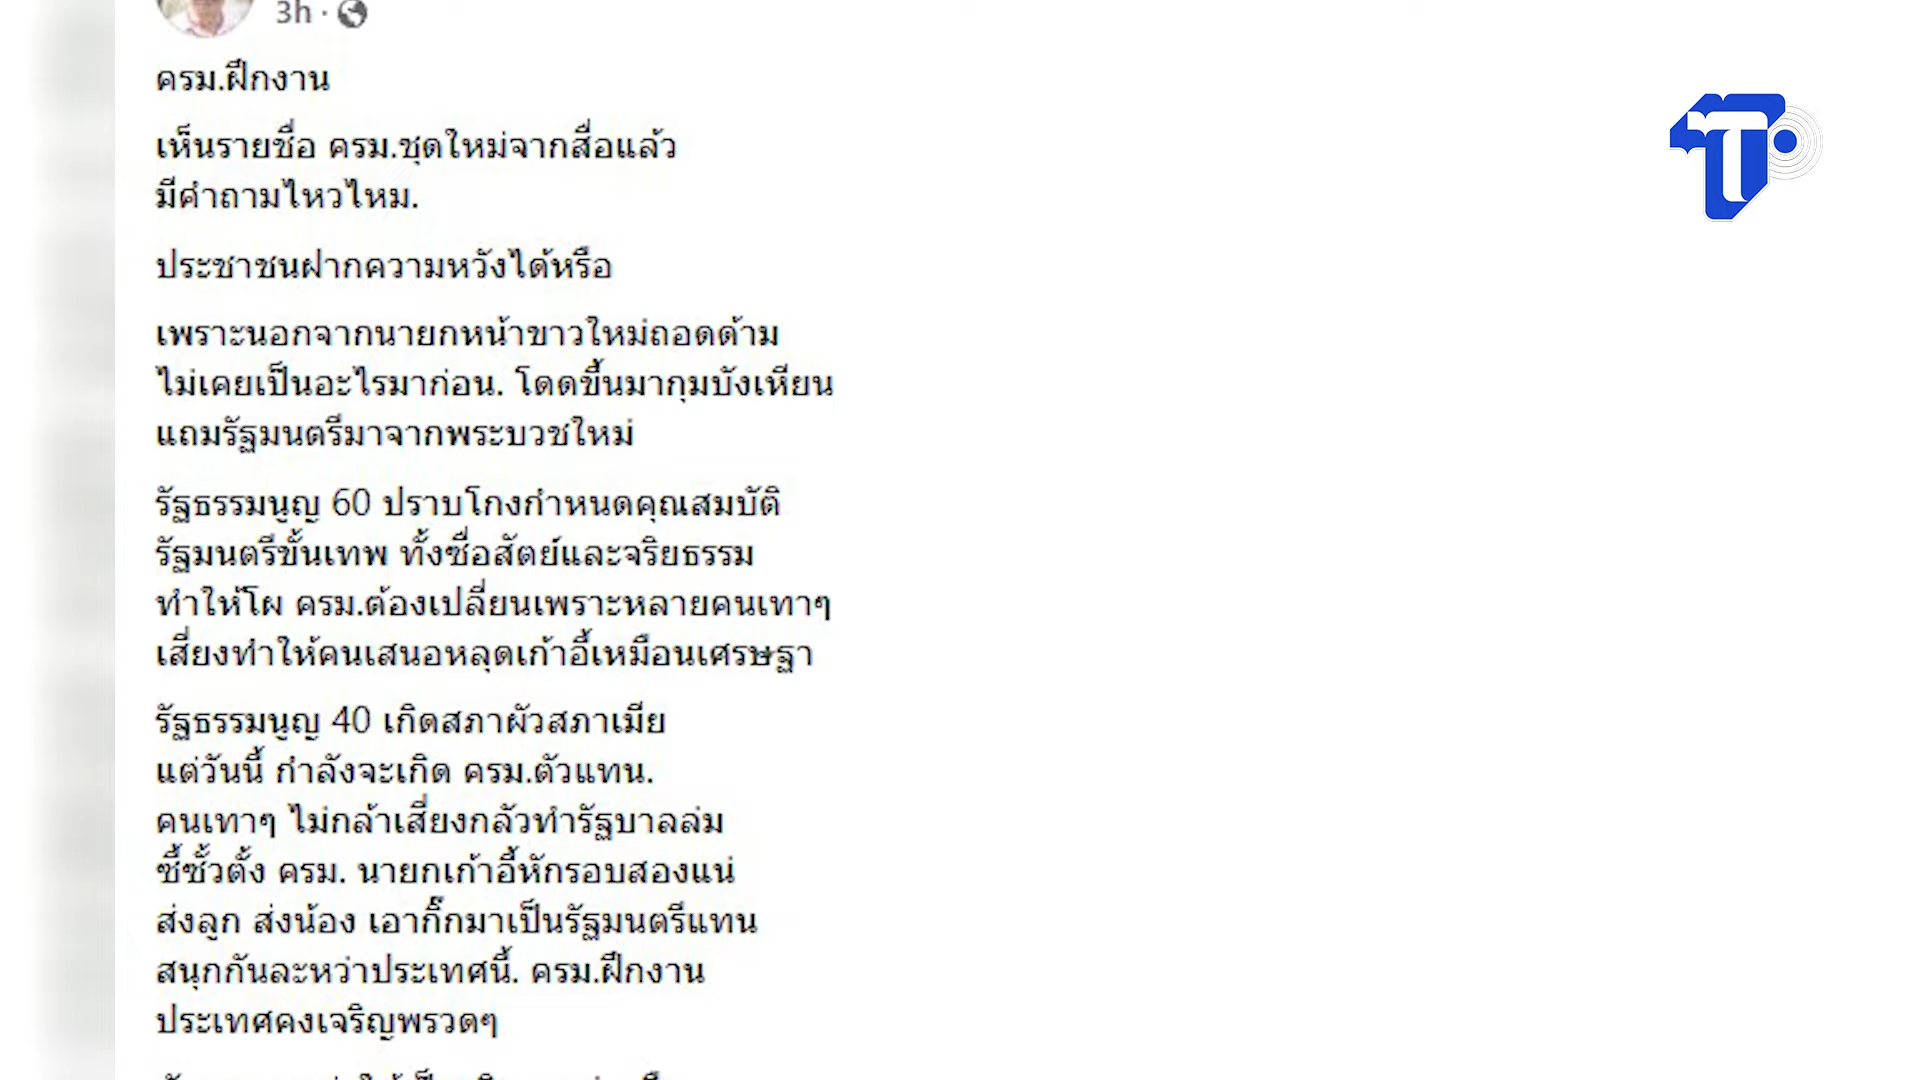 3h ·
ครม.ฝึกงาน
เห็นรายชื่อ ครม.ชุดใหม่จากสื่อแล้ว
มีคำถามไหวไหม.
ประชาชนฝากความหวังได้หรือ
เพราะนอกจากนายกหน้าขาวใหม่ถอดด้าม
ไม่เคยเป็นอะไรมาก่อน. โดดขึ้นมากุมบังเหียน
แถมรัฐมนตรีมาจากพระบวชใหม่
รัฐธรรมนูญ 60 ปราบโกงกำหนดคุณสมบัติ
รัฐมนตรีขั้นเทพ ทั้งซื่อสัตย์และจริยธรรม
ทำให้โผ ครม.ต้องเปลี่ยนเพราะหลายคนเทาๆ
เสี่ยงทำให้คนเสนอหลุดเก้าอี้เหมือนเศรษฐา
รัฐธรรมนูญ 40 เกิดสภาผัวสภาเมีย
แต่วันนี้ กำลังจะเกิด ครม.ตัวแทน.
คนเทาๆ ไม่กล้าเสี่ยงกลัวทำรัฐบาลล่ม
ซี้ซั้วตั้ง ครม. นายกเก้าอี้หักรอบสองแน่
ส่งลูก ส่งน้อง เอากิ๊กมาเป็นรัฐมนตรีแทน
สนุกกันละหว่าประเทศนี้. ครม.ฝึกงาน
ประเทศคงเจริญพรวดๆ